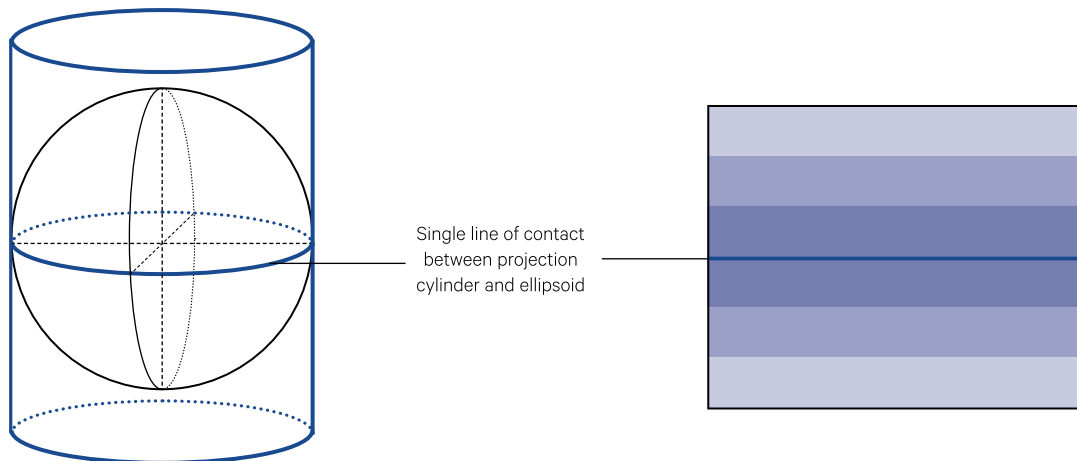 Single line of contact
between projection
cylinder and ellipsoid